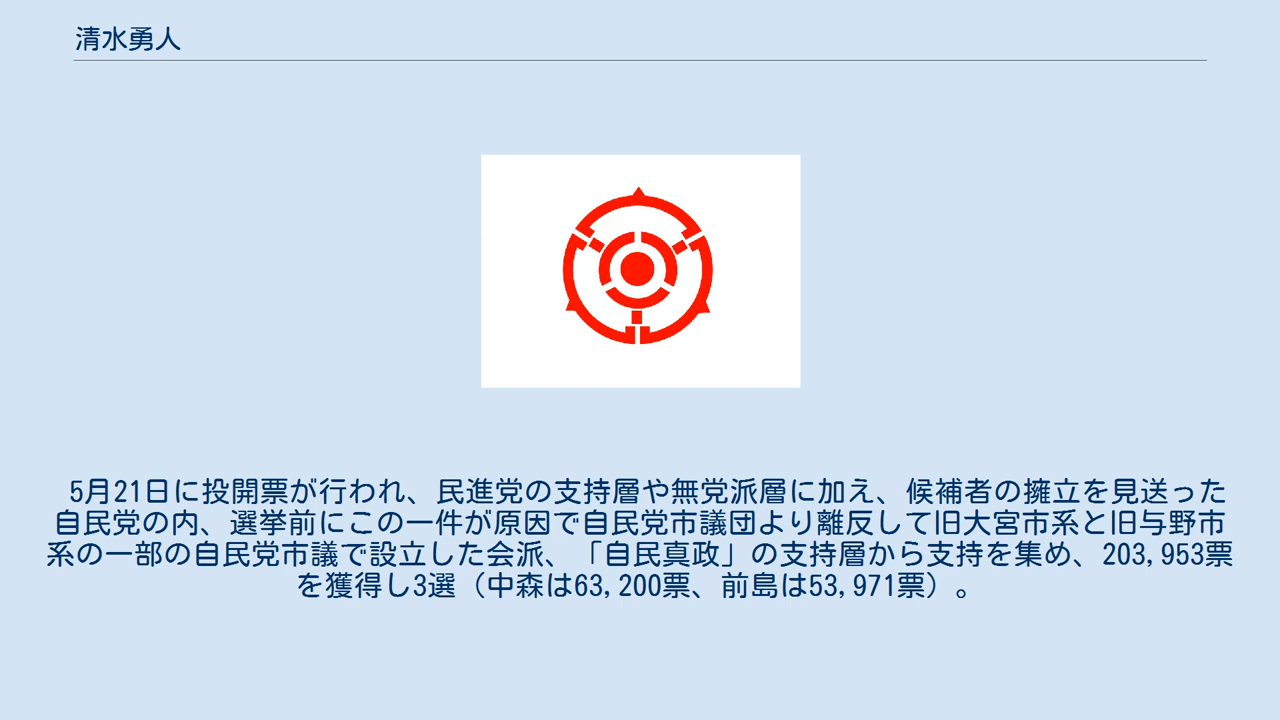 清水勇人
5月21日に投開票が行われ、民進党の支持層や無党派層に加え、候補者の擁立を見送った
自民党の内、選挙前にこの一件が原因で自民党市議団より離反して旧大宮市系と旧与野市
系の一部の自民党市議で設立した会派、「自民真政」の支持層から支持を集め、203,953票
を獲得し3選（中森は63,200票、前島は53,971票）。